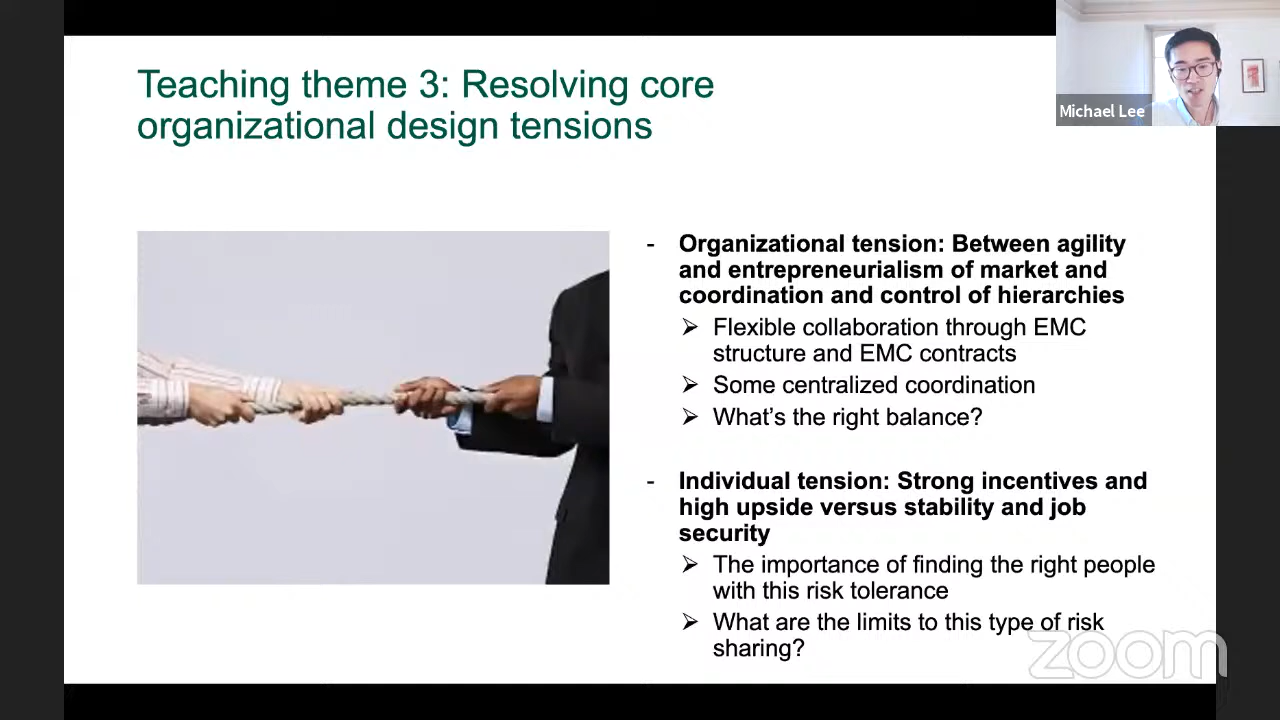 Teaching theme 3: Resolving core
organizational design tensions
Michael Lee
- Organizational tension: Between agility
and entrepreneurialism of market and
coordination and control of hierarchies
➢ Flexible collaboration through EMC
structure and EMC contracts
➢ Some centralized coordination
➢ What’s the right balance?
- Individual tension: Strong incentives and
high upside versus stability and job
security
➢ The importance of finding the right people
with this risk tolerance
➢ What are the limits to this type of risk
sharing?
zoom